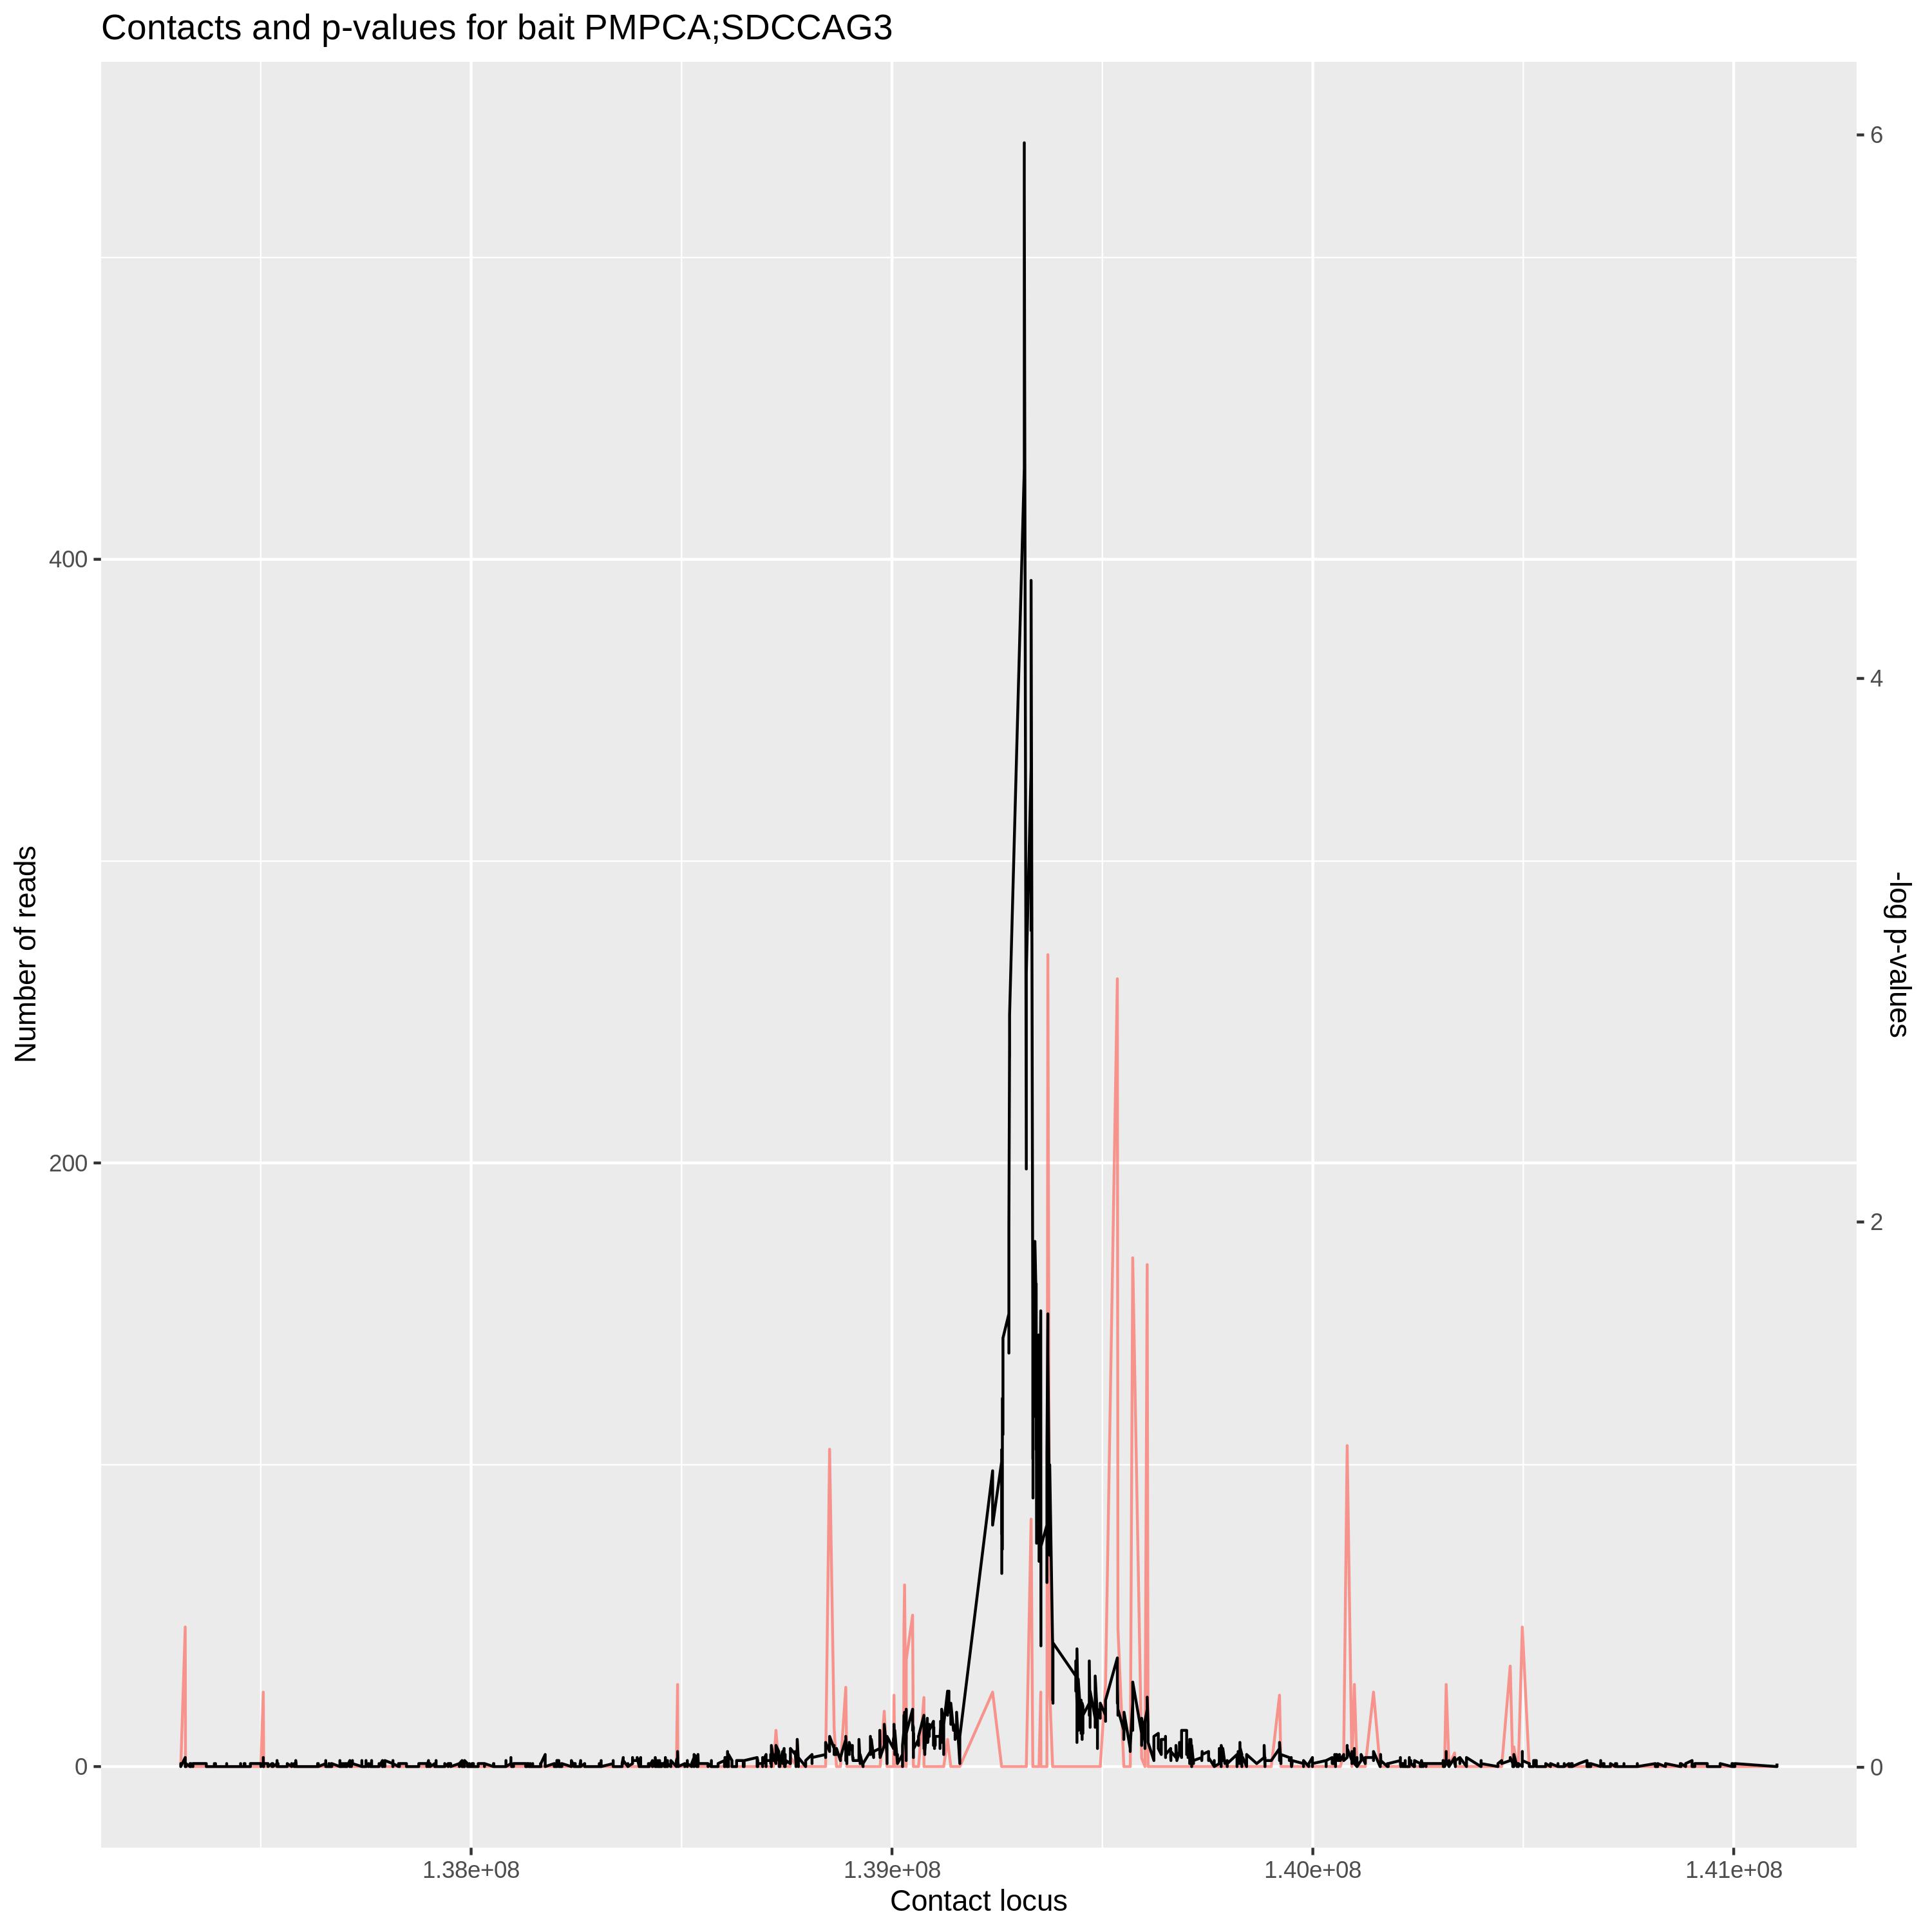 Contacts and p-values for bait PMPCA;SDCCAG3
6
400
4
Number of reads
-log p-values
200
2
0
0
1.38e+08
1.39e+08
1.40e+08
1.41e+08
Contact locus